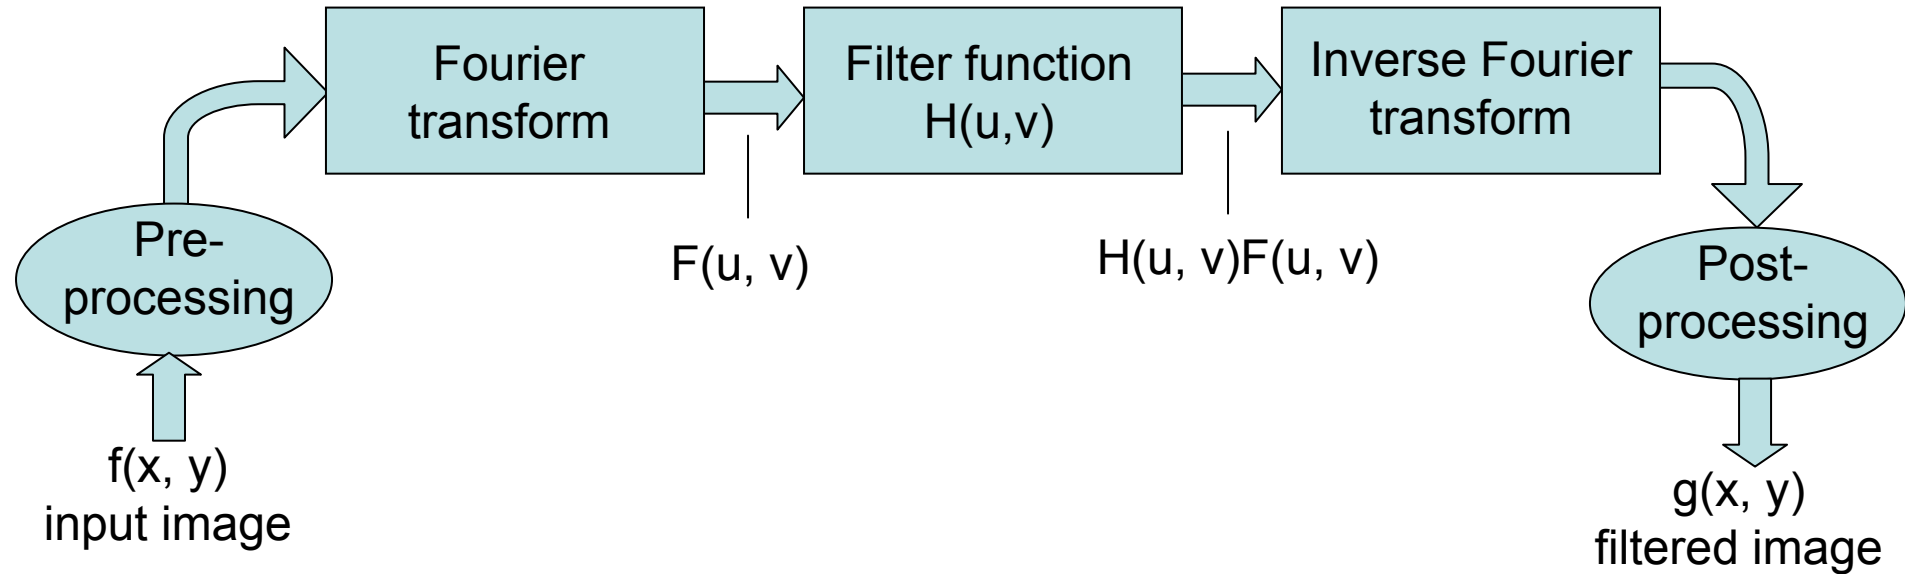 f(x, y)
input image
Pre-
processing
Fourier
transform
F(u, v)
Filter function
H(u,v)
H(u, v)F(u, v)
Inverse Fourier
transform
Post-
processing
g(x, y)
filtered image